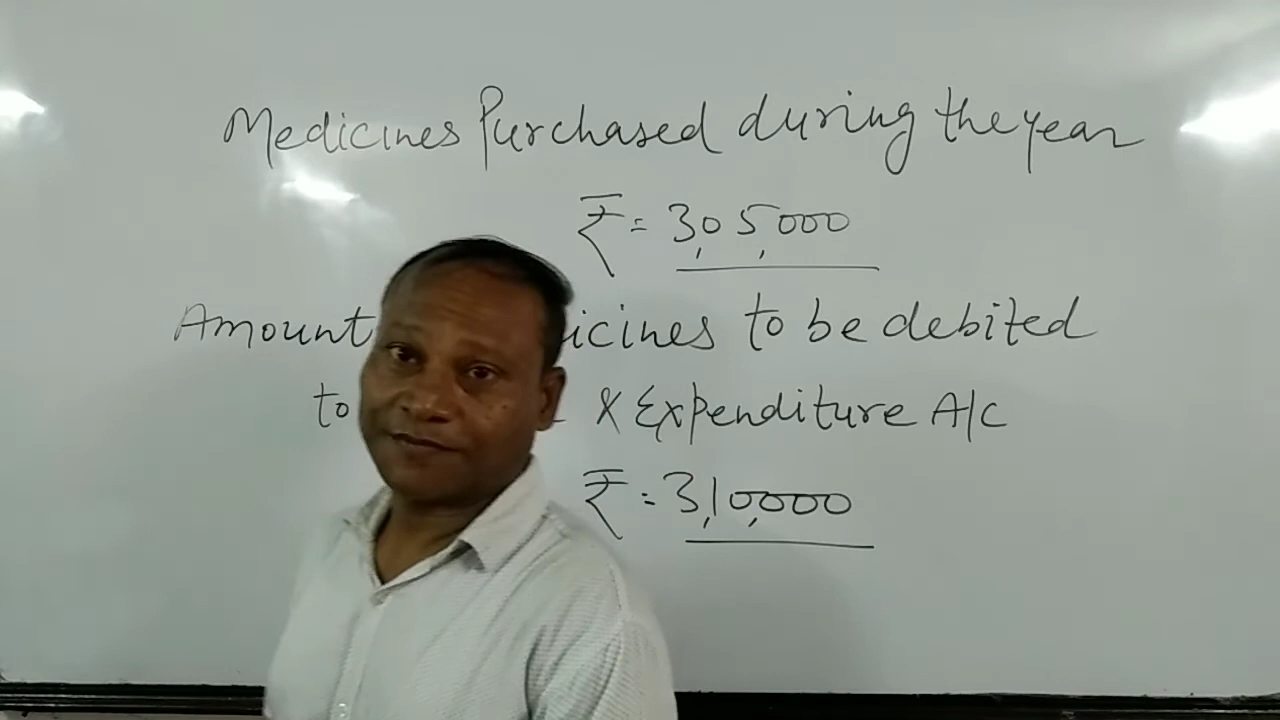 Medicines Purchased during the year
₹ = 3,05,000
Amount icines to be debited
to & Expenditure A/C
₹ = 3,10,000